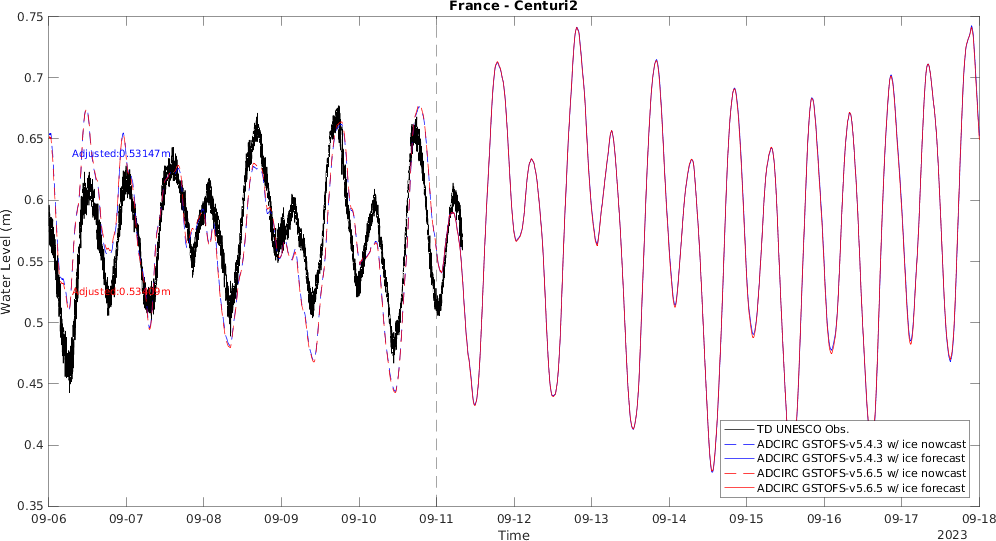 France - Centuri2
0.75
0.7
0.65
0.6
0.55
0.5
0.45
0.4
0.35
Water Level (m)
Adjusted:0.53147m
TD UNESCO Obs.
ADCIRC GSTOFS-v5.4.3 w/ ice nowcast
ADCIRC GSTOFS-v5.4.3 w/ ice forecast
ADCIRC GSTOFS-v5.6.5 w/ ice nowcast
ADCIRC GSTOFS-v5.6.5 w/ ice forecast
09-06 09-07 09-08 09-09 09-10 09-11 09-12 09-13 09-14 09-15 09-16 09-17 09-18
Time
2023